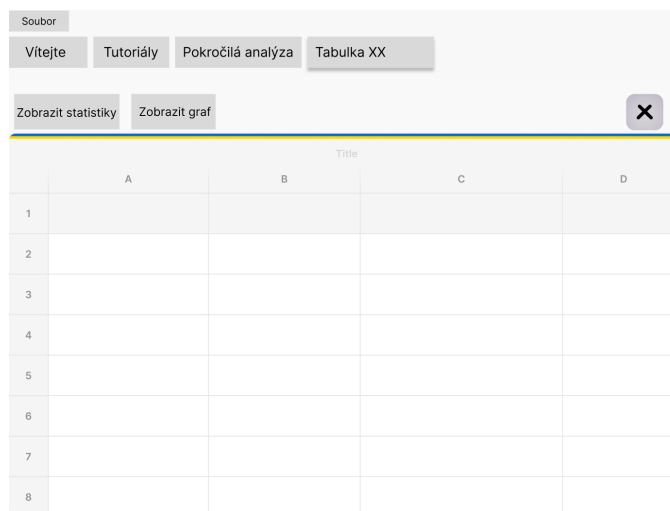 Soubor
Vítejte Tutoriály Pokročilá analýza Tabulka XX
Zobrazit statistiky Zobrazit graf
Title
A B C D
1
2
3
4
5
6
7
8